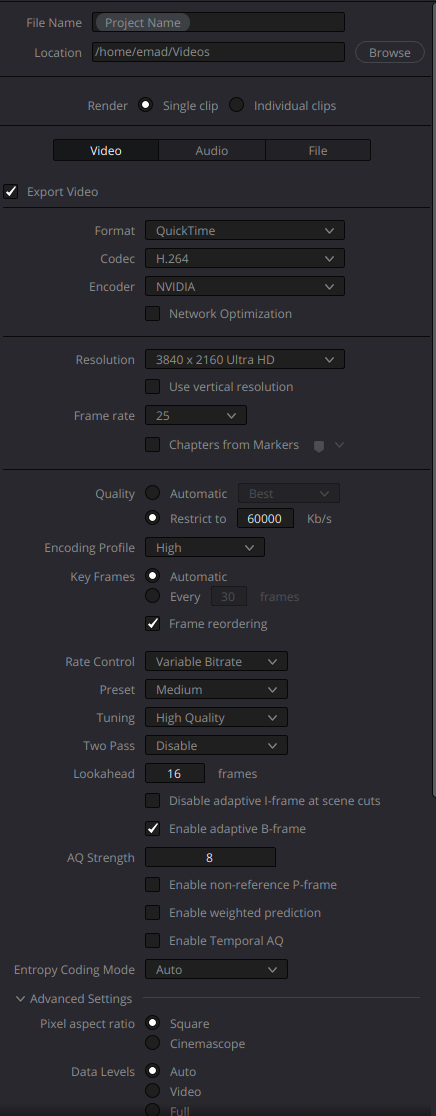 File Name Project Name
Location /home/emad/Videos Browse
Render Single clip Individual clips
Video Audio File
Export Video
Format QuickTime
Codec H.264
Encoder NVIDIA
Network Optimization
Resolution 3840 x 2160 Ultra HD
Use vertical resolution
Frame rate 25
Chapters from Markers
Quality Automatic Best
Restrict to 60000 Kb/s
Encoding Profile High
Key Frames Automatic
Every 30 frames
Frame reordering
Rate Control Variable Bitrate
Preset Medium
Tuning High Quality
Two Pass Disable
Lookahead 16 frames
Disable adaptive I-frame at scene cuts
Enable adaptive B-frame
AQ Strength 8
Enable non-reference P-frame
Enable weighted prediction
Enable Temporal AQ
Entropy Coding Mode Auto
Advanced Settings
Pixel aspect ratio Square
Cinemascope
Data Levels Auto
Video
Full